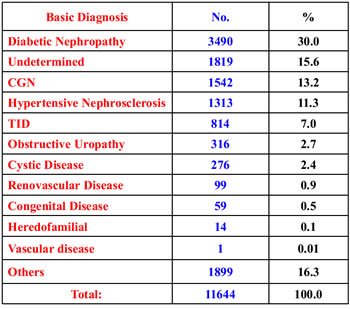 Basic Diagnosis No. %
Diabetic Nephropathy 3490 30.0
Undetermined 1819 15.6
CGN 1542 13.2
Hypertensive Nephrosclerosis 1313 11.3
TID 814 7.0
Obstructive Uropathy 316 2.7
Cystic Disease 276 2.4
Renovascular Disease 99 0.9
Congenital Disease 59 0.5
Heredofamilial 14 0.1
Vascular disease 1 0.01
Others 1899 16.3
Total: 11644 100.0